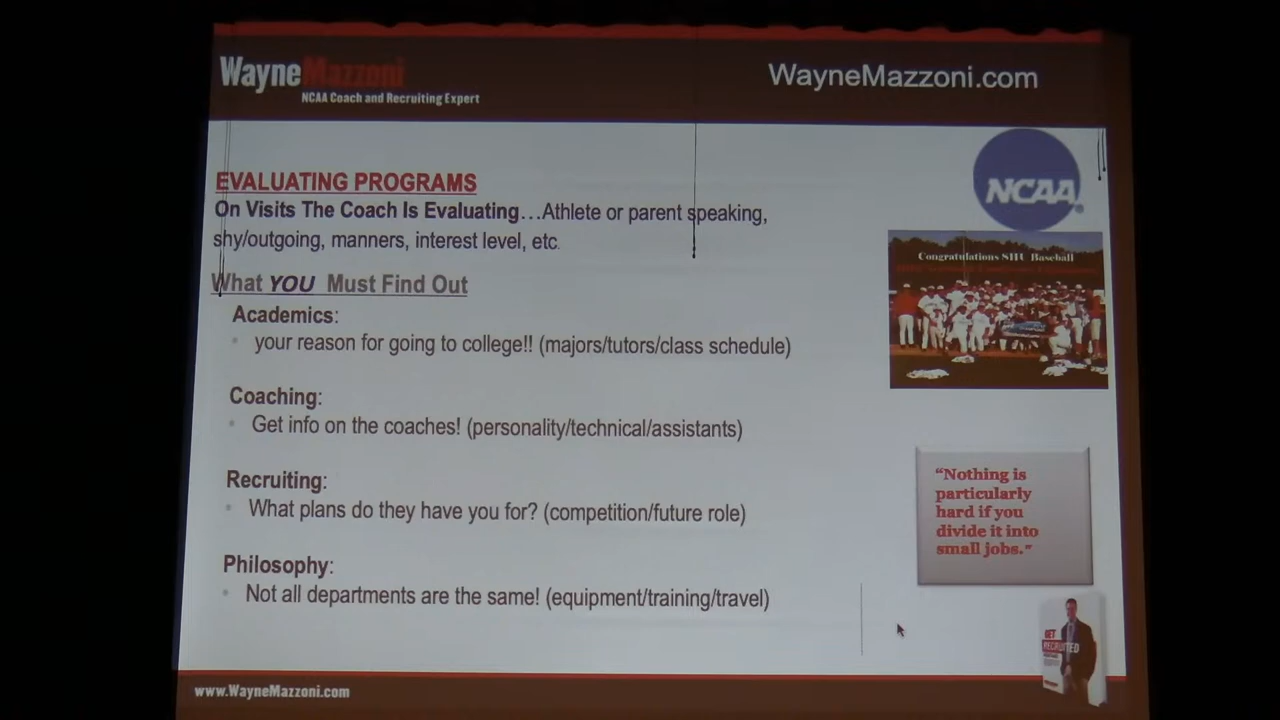 WayneMazzoni
NCAA Coach and Recruiting Expert
WayneMazzoni.com
EVALUATING PROGRAMS
On Visits The Coach Is Evaluating…Athlete or parent speaking,
shy/outgoing, manners, interest level, etc.
What YOU Must Find Out
Academics:
• your reason for going to college!! (majors/tutors/class schedule)
Coaching:
• Get info on the coaches! (personality/technical/assistants)
Recruiting:
• What plans do they have you for? (competition/future role)
Philosophy:
• Not all departments are the same! (equipment/training/travel)
NCAA
Congratulations SHU Baseball
“Nothing is
particularly
hard if you
divide it into
small jobs.”
GET
RECRUITED
www.WayneMazzoni.com